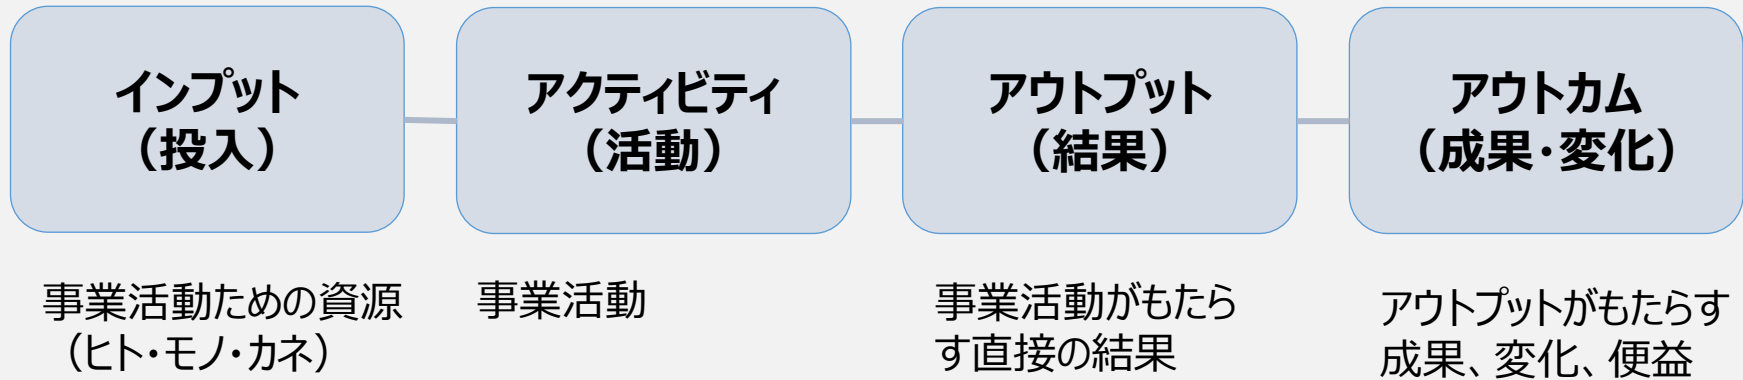 インプット
（投入）
アクティビティ
（活動）
アウトプット
（結果）
アウトカム
（成果・変化）
事業活動ための資源
（ヒト・モノ・カネ）
事業活動
事業活動がもたら
す直接の結果
アウトプットがもたらす
成果、変化、便益